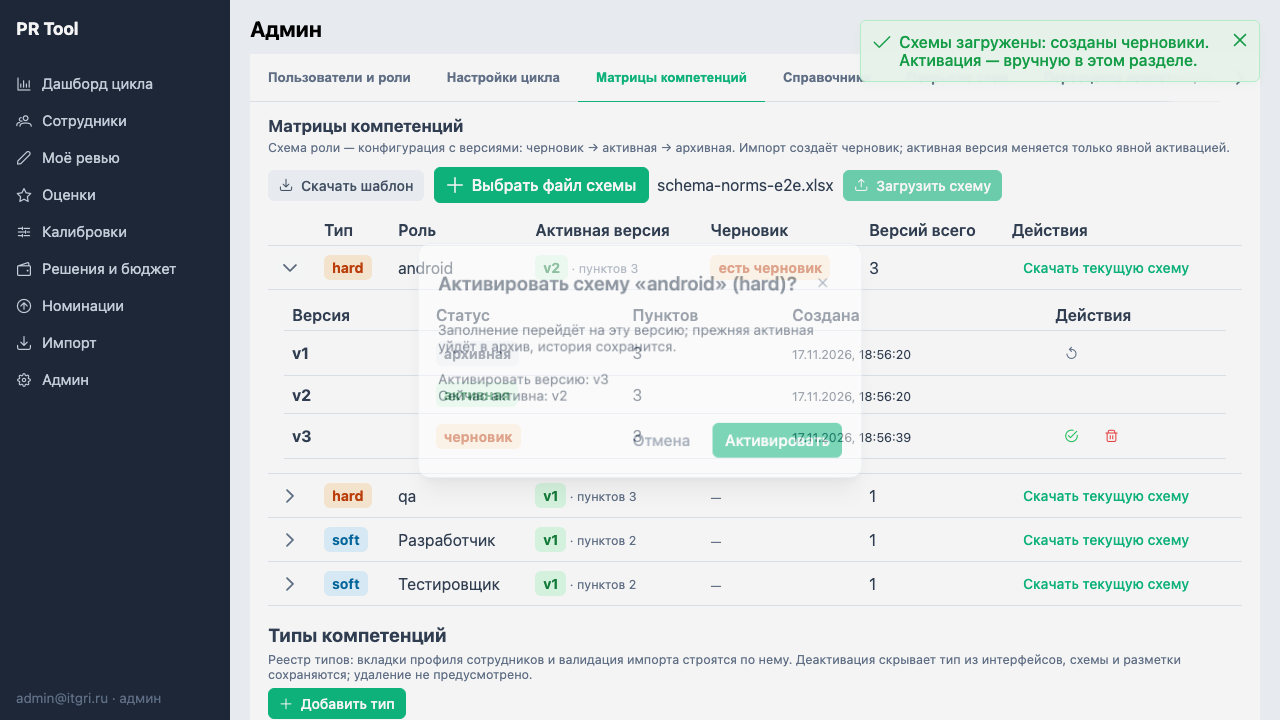 PR Tool
Дашборд цикла
Сотрудники
Моё ревью
Оценки
Калибровки
Решения и бюджет
Номинации
Импорт
Админ
admin@itgri.ru · админ
Админ
Схемы загружены: созданы черновики.
Активация — вручную в этом разделе.
Пользователи и роли
Настройки цикла
Матрицы компетенций
Матрицы компетенций
Схема роли — конфигурация с версиями: черновик → активная → архивная. Импорт создаёт черновик; активная версия меняется только явной активацией.
Скачать шаблон
Выбрать файл схемы
schema-norms-e2e.xlsx
Загрузить схему
Тип Роль Активная версия Черновик Версий всего Действия
hard android v2 · пунктов 3 есть черновик 3 Скачать текущую схему
Активировать схему «android» (hard)?
Версия Статус Пунктов Создана Действия
Заполнение перейдёт на эту версию; прежняя активная
уйдёт в архив, история сохранится.
v1 архивная 3 17.11.2026, 18:56:20
Активировать версию: v3
Сейчас активна: v2
v2 активная 3 17.11.2026, 18:56:20
v3 черновик 3 17.11.2026, 18:56:39
Отмена
Активировать
hard qa v1 · пунктов 3 — 1 Скачать текущую схему
soft Разработчик v1 · пунктов 2 — 1 Скачать текущую схему
soft Тестировщик v1 · пунктов 2 — 1 Скачать текущую схему
Типы компетенций
Реестр типов: вкладки профиля сотрудников и валидация импорта строятся по нему. Деактивация скрывает тип из интерфейсов, схемы и разметки
сохраняются; удаление не предусмотрено.
Добавить тип